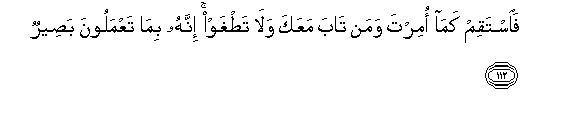 فَٱسْتَقِمْ كَمَآ أُمِرْتَ وَمَن تَابَ مَعَكَ وَلَا تَطْغَوْا۟ ۚ إِنَّهُۥ بِمَا تَعْمَلُونَ بَصِيرٌ
١١٢